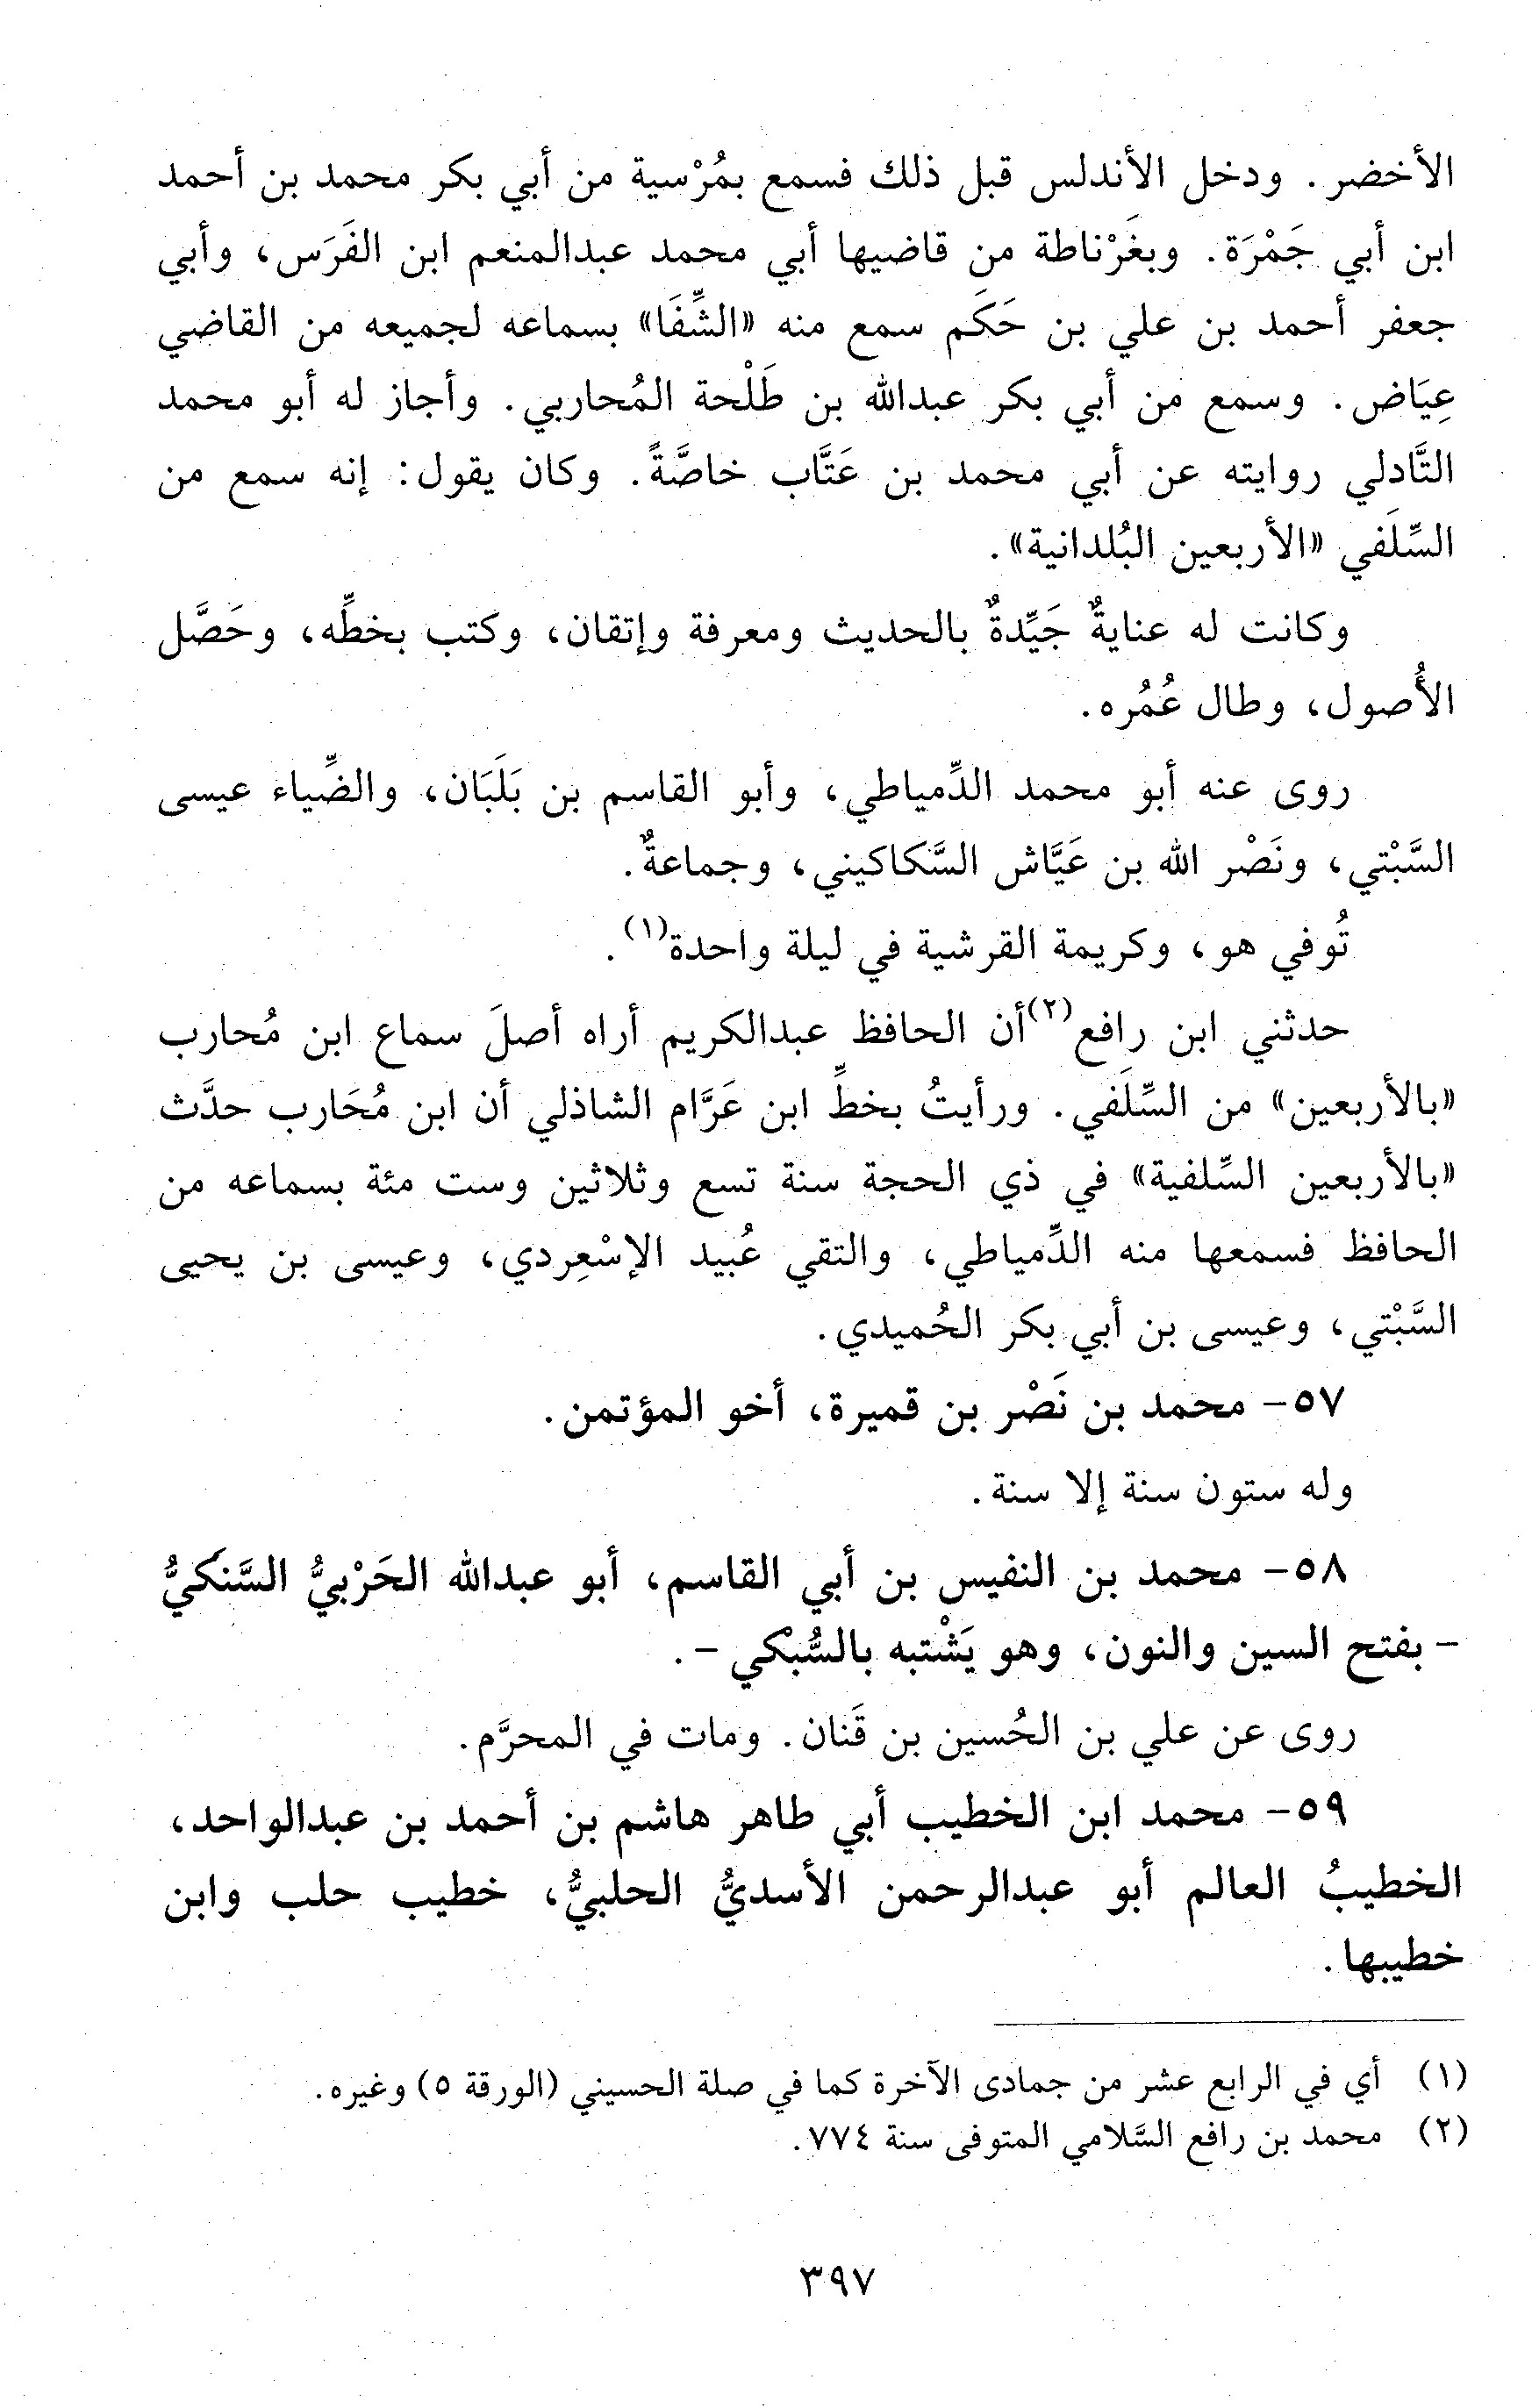 الأخضر. ودخل الأندلس قبل ذلك فسمع بمُرْسية من أبي بكر محمد بن أحمد
ابن أبي جَمْرَة. وبغَرْناطة من قاضيها أبي محمد عبدالمنعم ابن الفَرَس، وأبي
جعفر أحمد بن علي بن حَكَم سمع منه «الشِّفَا» بسماعه لجميعه من القاضي
عِيَاض. وسمع من أبي بكر عبدالله بن طَلْحة المُحاربي. وأجاز له أبو محمد
التَّادلي روايته عن أبي محمد بن عَتَّاب خاصَّةً. وكان يقول: إنه سمع من
السِّلَفي «الأربعين البُلدانية».
وكانت له عنايةٌ جَيِّدةٌ بالحديث ومعرفة وإتقان، وكتب بخطِّه، وحَصَّل
الأُصول، وطال عُمُره.
روى عنه أبو محمد الدِّمياطي، وأبو القاسم بن بَلَبَان، والضِّياء عيسى
السَّبْتي، ونَصْر الله بن عَيَّاش السَّكاكيني، وجماعةٌ.
تُوفي هو، وكريمة القرشية في ليلة واحدة(١).
حدثني ابن رافع(٢) أن الحافظ عبدالكريم أراه أصلَ سماع ابن مُحارب
«بالأربعين» من السِّلَفي. ورأيتُ بخطِّ ابن عَرَّام الشاذلي أن ابن مُحَارب حدَّث
«بالأربعين السِّلفية» في ذي الحجة سنة تسع وثلاثين وست مئة بسماعه من
الحافظ فسمعها منه الدِّمياطي، والتقي عُبيد الإسْعِردي، وعيسى بن يحيى
السَّبْتي، وعيسى بن أبي بكر الحُميدي.
٥٧- محمد بن نَصْر بن قميرة، أخو المؤتمن.
وله ستون سنة إلا سنة.
٥٨- محمد بن النفيس بن أبي القاسم، أبو عبدالله الحَرْبيُّ السَّنكيُّ
- بفتح السين والنون، وهو يَشْتبه بالسُّبْكي -.
روى عن علي بن الحُسين بن قَنان. ومات في المحرَّم.
٥٩- محمد ابن الخطيب أبي طاهر هاشم بن أحمد بن عبدالواحد،
الخطيبُ العالم أبو عبدالرحمن الأسديُّ الحلبيُّ، خطيب حلب وابن
خطيبها.
(١) أي في الرابع عشر من جمادى الآخرة كما في صلة الحسيني (الورقة ٥) وغيره.
(٢) محمد بن رافع السَّلامي المتوفى سنة ٧٧٤.
٣٩٧